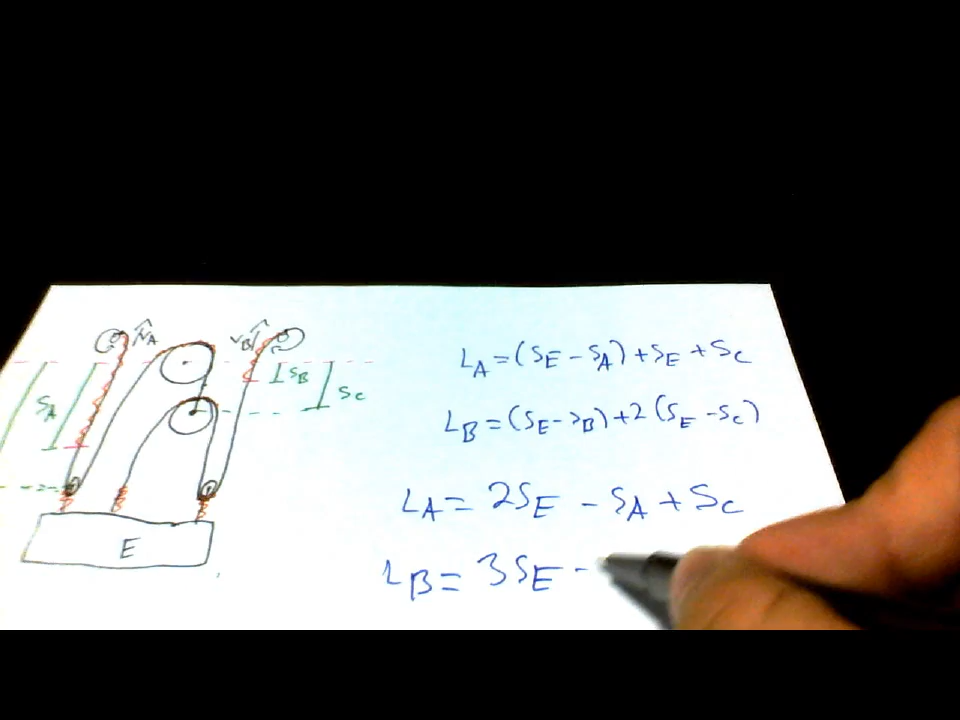 v_A
v_B
S_A
S_B
S_C
E
L_A = (S_E - S_A) + S_E + S_C
L_B = (S_E - S_B) + 2(S_E - S_C)
L_A = 2S_E - S_A + S_C
L_B = 3S_E -